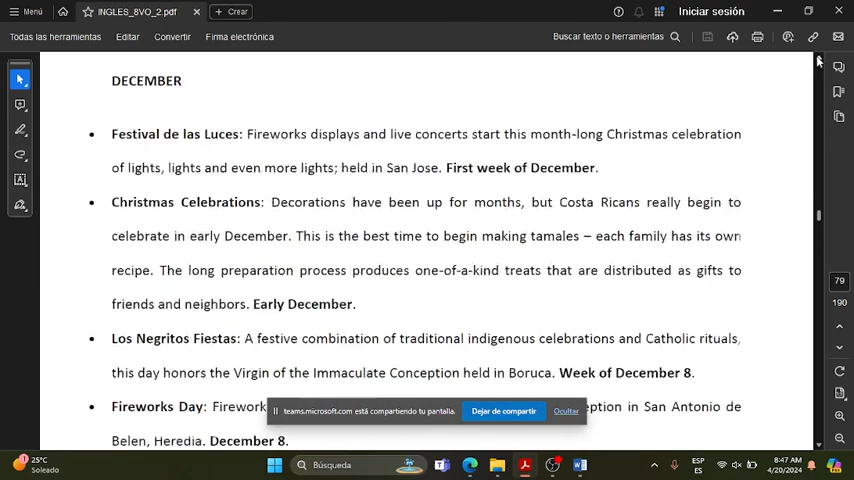 Menú
INGLES_8VO_2.pdf
Crear
Iniciar sesión
Todas las herramientas
Editar
Convertir
Firma electrónica
Buscar texto o herramientas
DECEMBER
• Festival de las Luces: Fireworks displays and live concerts start this month-long Christmas celebration
of lights, lights and even more lights; held in San Jose. First week of December.
• Christmas Celebrations: Decorations have been up for months, but Costa Ricans really begin to
celebrate in early December. This is the best time to begin making tamales – each family has its own
recipe. The long preparation process produces one-of-a-kind treats that are distributed as gifts to
friends and neighbors. Early December.
• Los Negritos Fiestas: A festive combination of traditional indigenous celebrations and Catholic rituals,
this day honors the Virgin of the Immaculate Conception held in Boruca. Week of December 8.
• Fireworks Day: Firework
ception in San Antonio de
Belen, Heredia. December 8.
teams.microsoft.com está compartiendo tu pantalla.
Dejar de compartir
Ocultar
79
190
25°C
Soleado
Búsqueda
ESP
ES
8:47 AM
4/20/2024